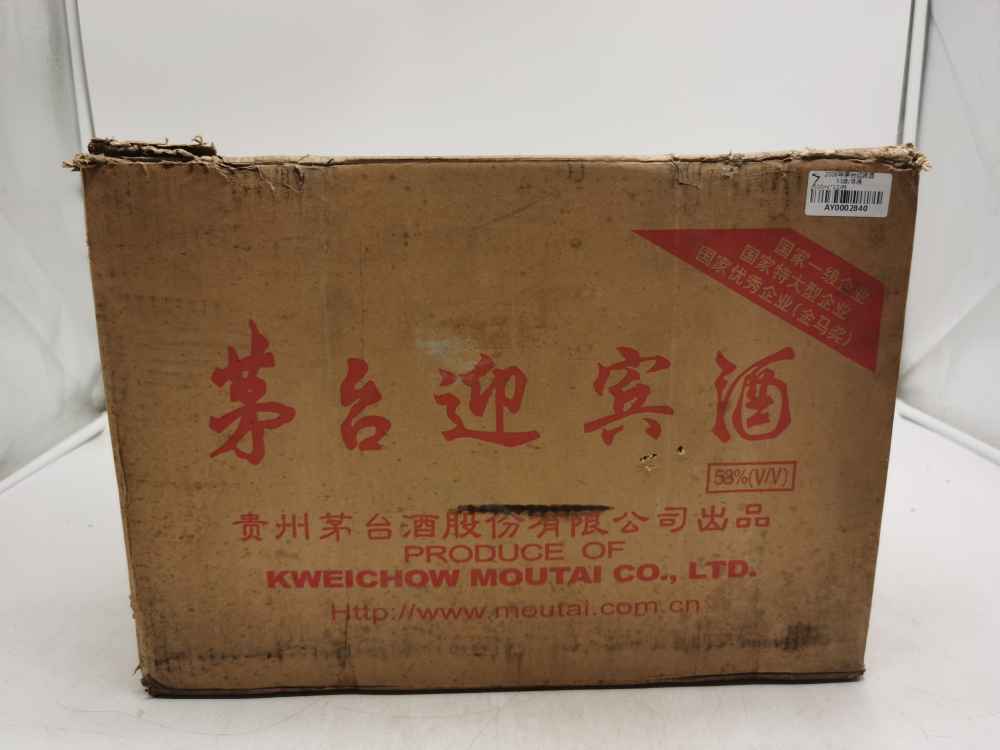 AY0002840
国家一级企业
国家特大型企业
国家优秀企业(金马奖)
茅台迎宾酒
53%(V/V)
贵州茅台酒股份有限公司出品
PRODUCE OF
KWEICHOW MOUTAI CO., LTD.
Http://www.moutai.com.cn